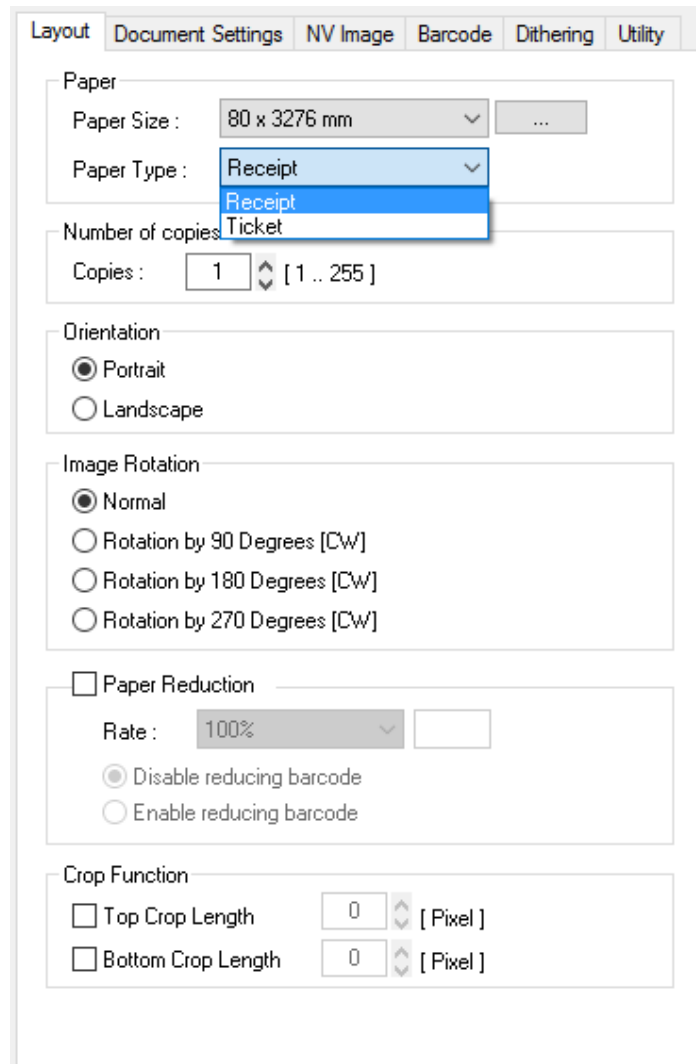 Layout Document Settings NV Image Barcode Dithering Utility
Paper
Paper Size : 80 x 3276 mm ...
Paper Type : Receipt
Receipt
Ticket
Number of copies
Copies : 1 [ 1 .. 255 ]
Orientation
Portrait
Landscape
Image Rotation
Normal
Rotation by 90 Degrees [CW]
Rotation by 180 Degrees [CW]
Rotation by 270 Degrees [CW]
Paper Reduction
Rate : 100%
Disable reducing barcode
Enable reducing barcode
Crop Function
Top Crop Length 0 [ Pixel ]
Bottom Crop Length 0 [ Pixel ]